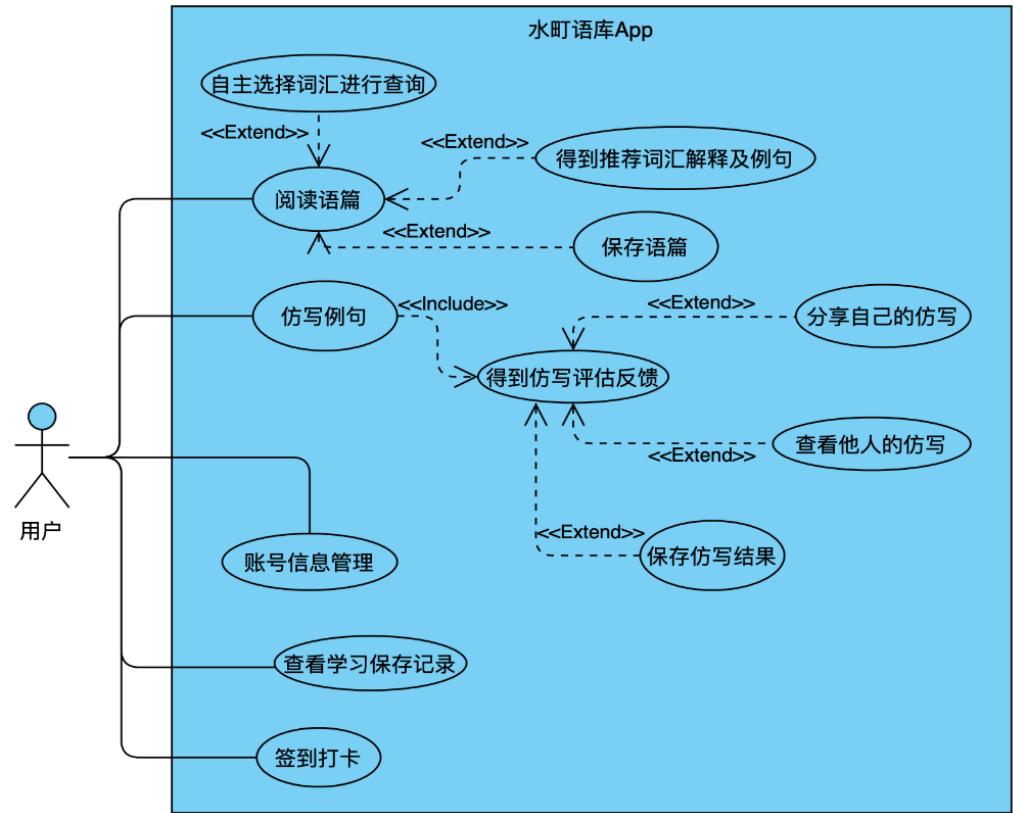 水町语库App
自主选择词汇进行查询
<<Extend>>
<<Extend>>
得到推荐词汇解释及例句
阅读语篇
<<Extend>>
保存语篇
仿写例句
<<Include>>
<<Extend>>
分享自己的仿写
得到仿写评估反馈
查看他人的仿写
<<Extend>>
用户
<<Extend>>
保存仿写结果
账号信息管理
查看学习保存记录
签到打卡